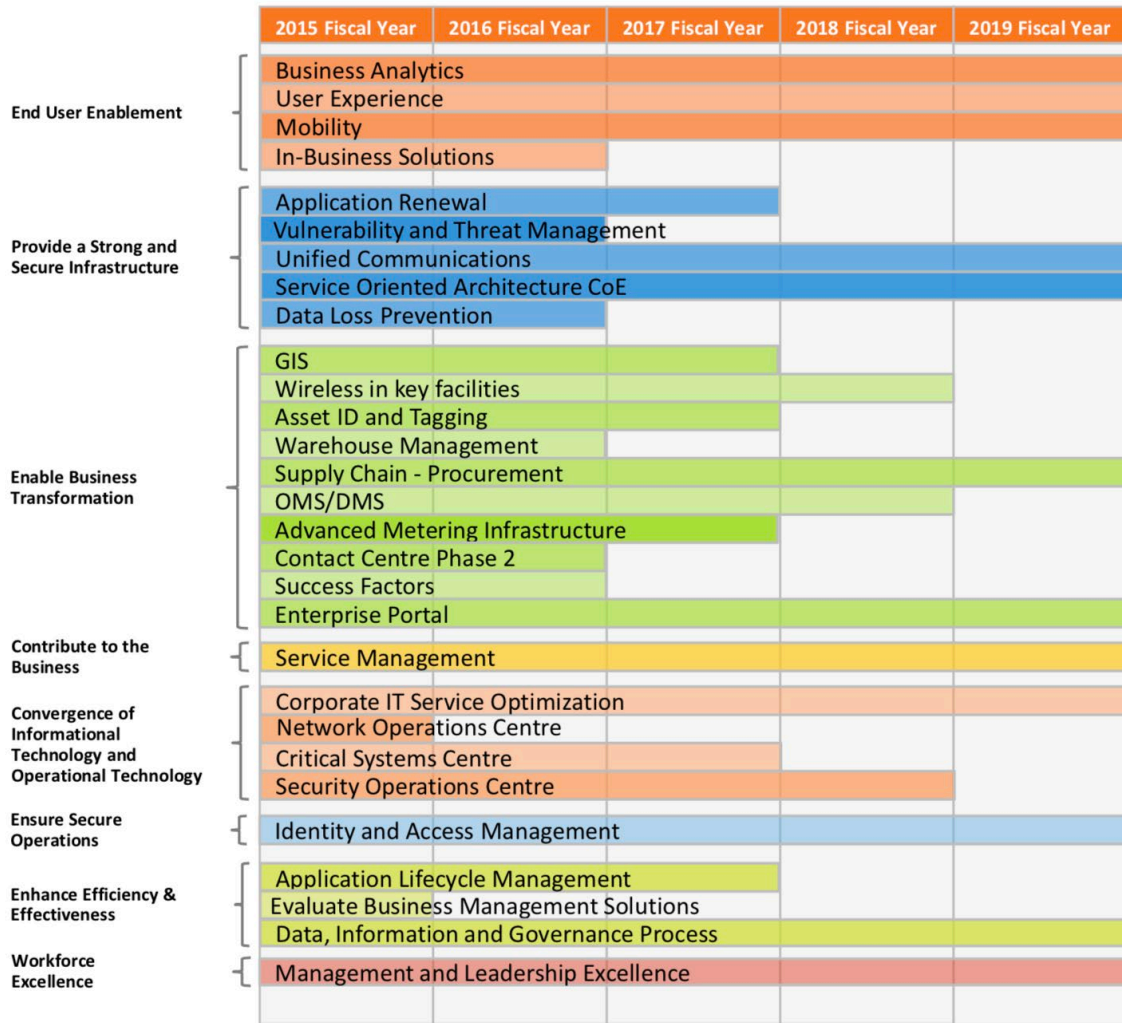 2015 Fiscal Year 2016 Fiscal Year 2017 Fiscal Year 2018 Fiscal Year 2019 Fiscal Year
End User Enablement
Business Analytics
User Experience
Mobility
In-Business Solutions
Provide a Strong and
Secure Infrastructure
Application Renewal
Vulnerability and Threat Management
Unified Communications
Service Oriented Architecture CoE
Data Loss Prevention
Enable Business
Transformation
GIS
Wireless in key facilities
Asset ID and Tagging
Warehouse Management
Supply Chain - Procurement
OMS/DMS
Advanced Metering Infrastructure
Contact Centre Phase 2
Success Factors
Enterprise Portal
Contribute to the
Business
Service Management
Convergence of
Informational
Technology and
Operational Technology
Corporate IT Service Optimization
Network Operations Centre
Critical Systems Centre
Security Operations Centre
Ensure Secure
Operations
Identity and Access Management
Enhance Efficiency &
Effectiveness
Application Lifecycle Management
Evaluate Business Management Solutions
Data, Information and Governance Process
Workforce
Excellence
Management and Leadership Excellence